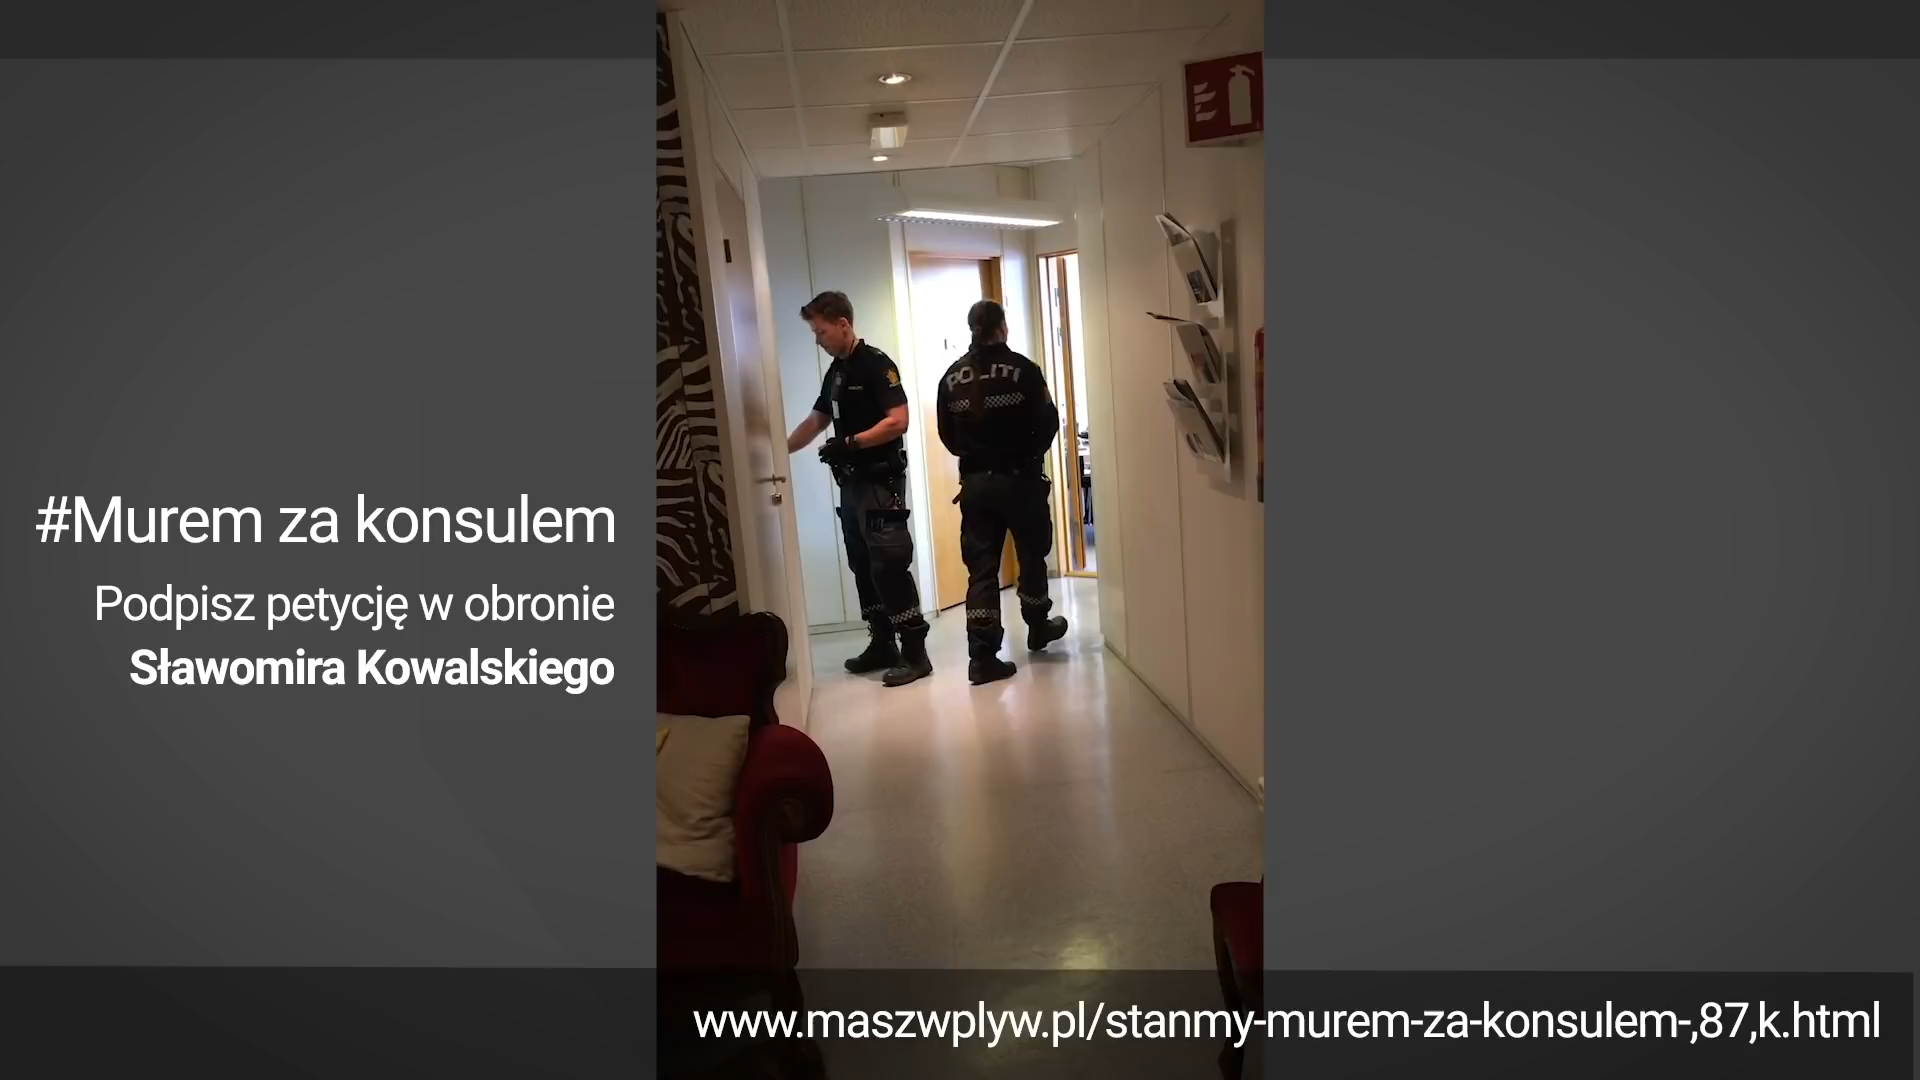 #Murem za konsulem
Podpisz petycję w obronie
Sławomira Kowalskiego
POLITI
www.maszwplyw.pl/stanmy-murem-za-konsulem-,87,k.html